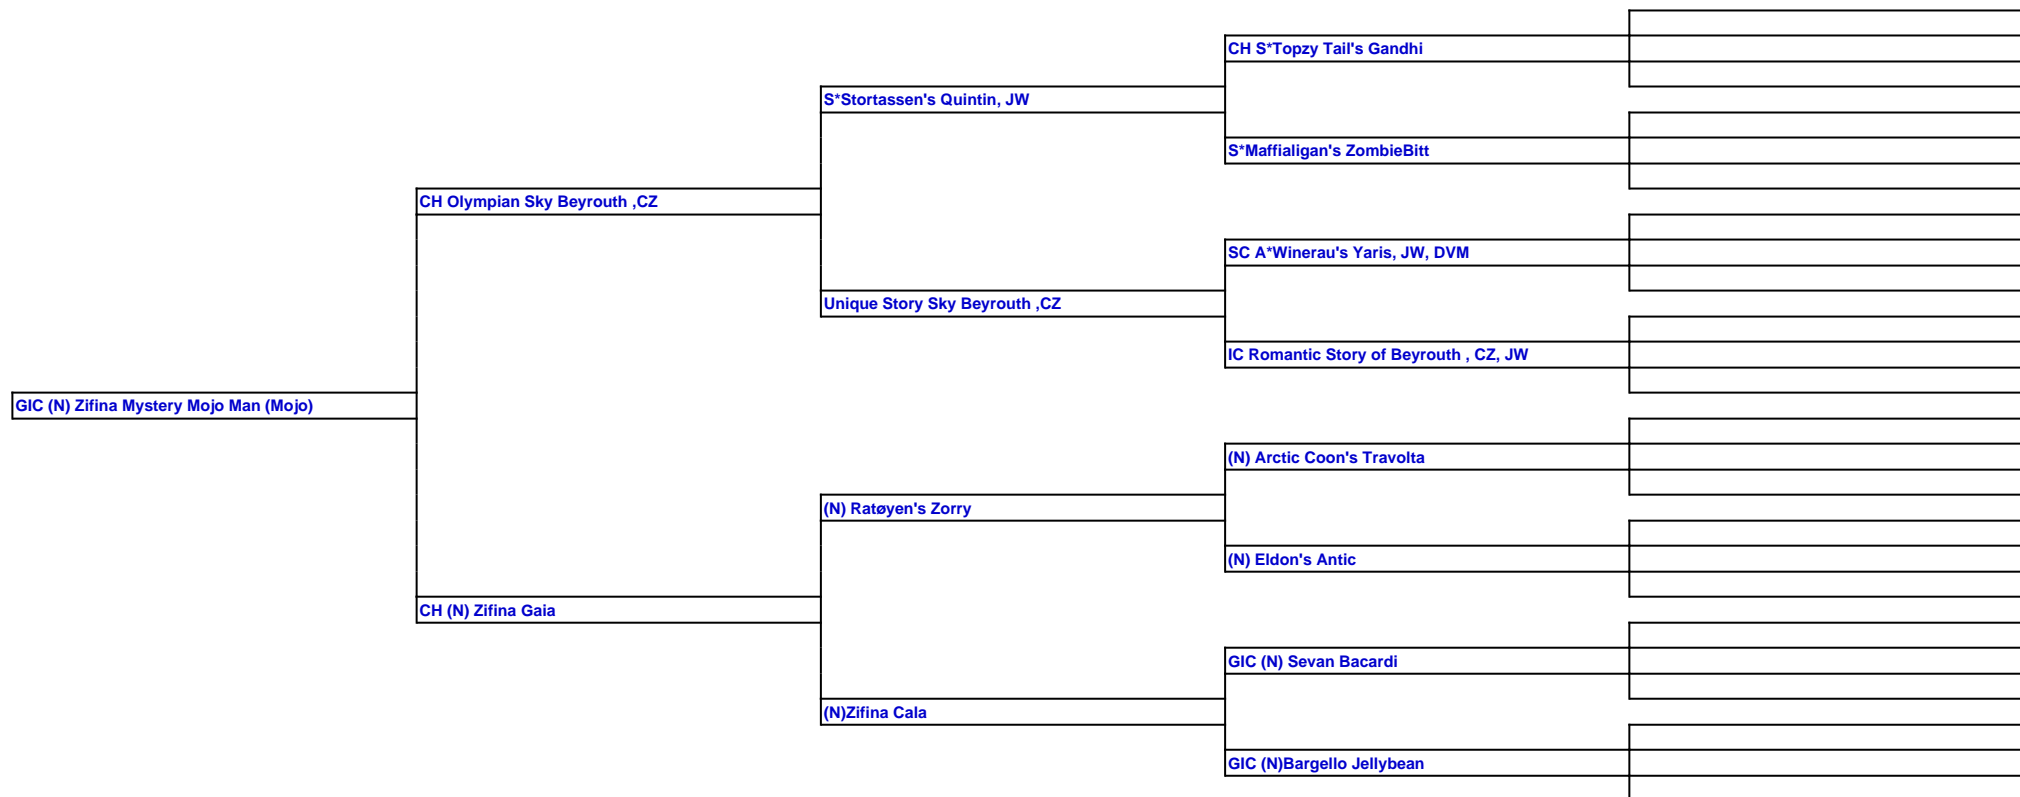 CH S*Topzy Tail's Gandhi
S*Stortassen's Quintin, JW
S*Maffialigan's ZombieBitt
CH Olympian Sky Beyrouth ,CZ
SC A*Winerau's Yaris, JW, DVM
Unique Story Sky Beyrouth ,CZ
IC Romantic Story of Beyrouth , CZ, JW
GIC (N) Zifina Mystery Mojo Man (Mojo)
(N) Arctic Coon's Travolta
(N) Ratøyen's Zorry
(N) Eldon's Antic
CH (N) Zifina Gaia
GIC (N) Sevan Bacardi
(N)Zifina Cala
GIC (N)Bargello Jellybean